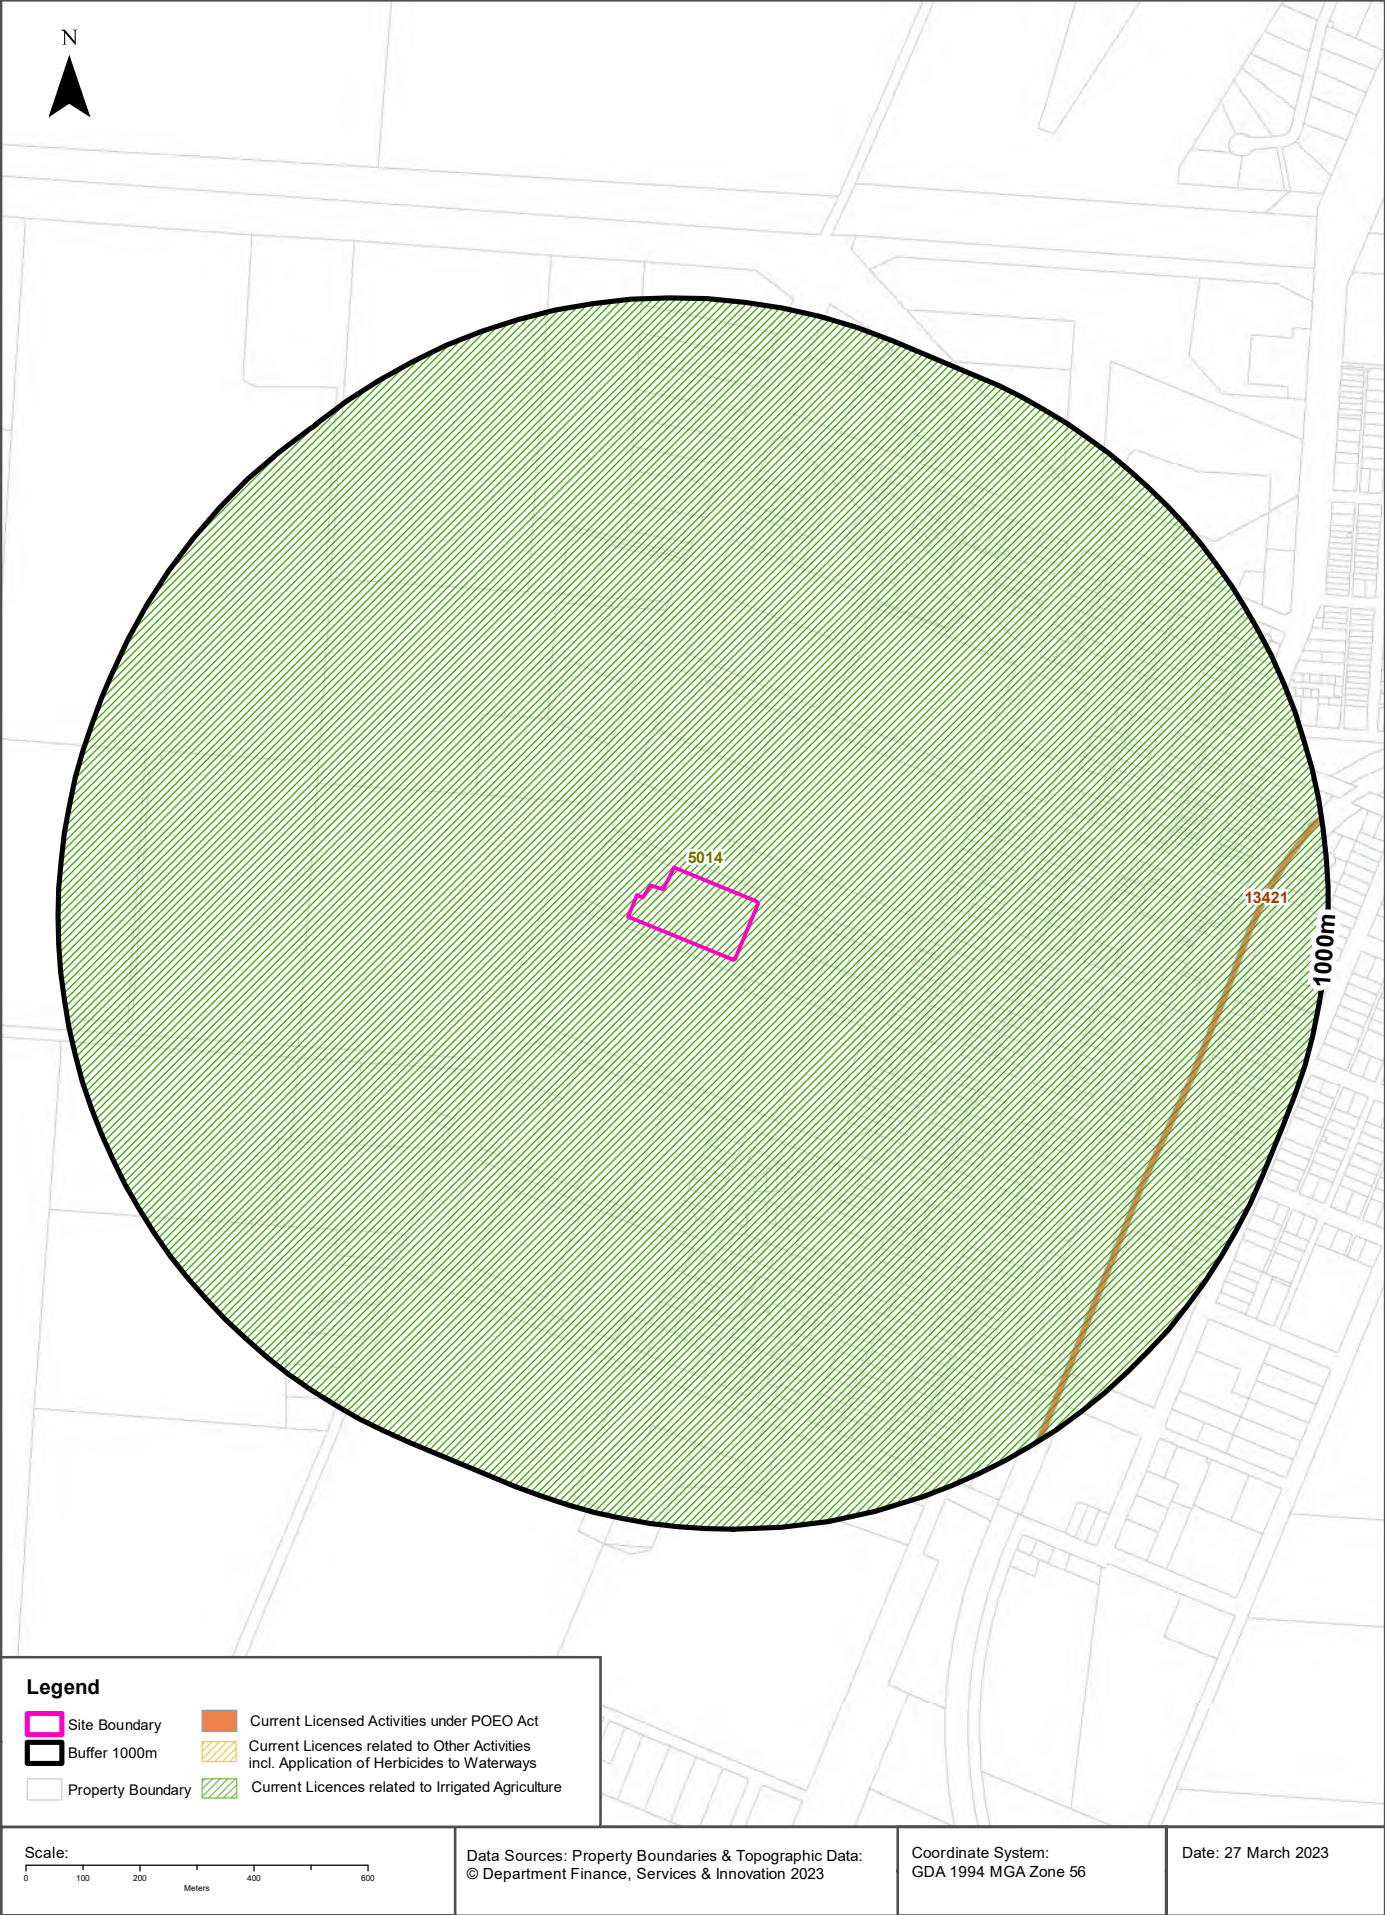 N
5014
13421
1000m
Legend
Site Boundary
Buffer 1000m
Property Boundary
Current Licensed Activities under POEO Act
Current Licences related to Other Activities
incl. Application of Herbicides to Waterways
Current Licences related to Irrigated Agriculture
Scale:
0 100 200 400 600
Meters
Data Sources: Property Boundaries & Topographic Data:
© Department Finance, Services & Innovation 2023
Coordinate System:
GDA 1994 MGA Zone 56
Date: 27 March 2023